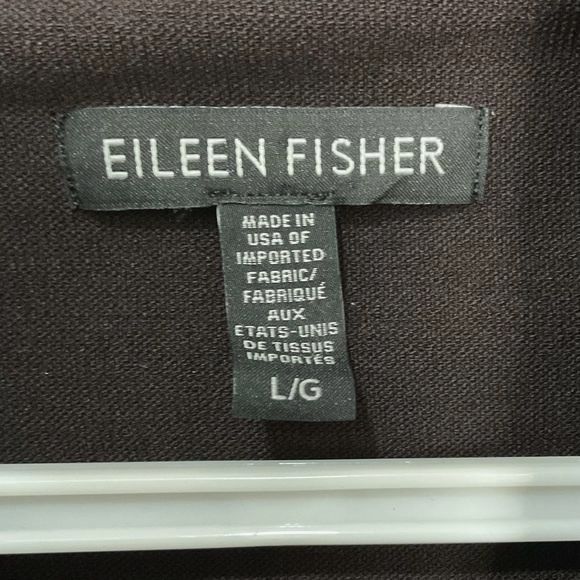 EILEEN FISHER
MADE IN
USA OF
IMPORTED
FABRIC/
FABRIQUÉ
AUX
ETATS-UNIS
DE TISSUS
IMPORTÉS
L/G